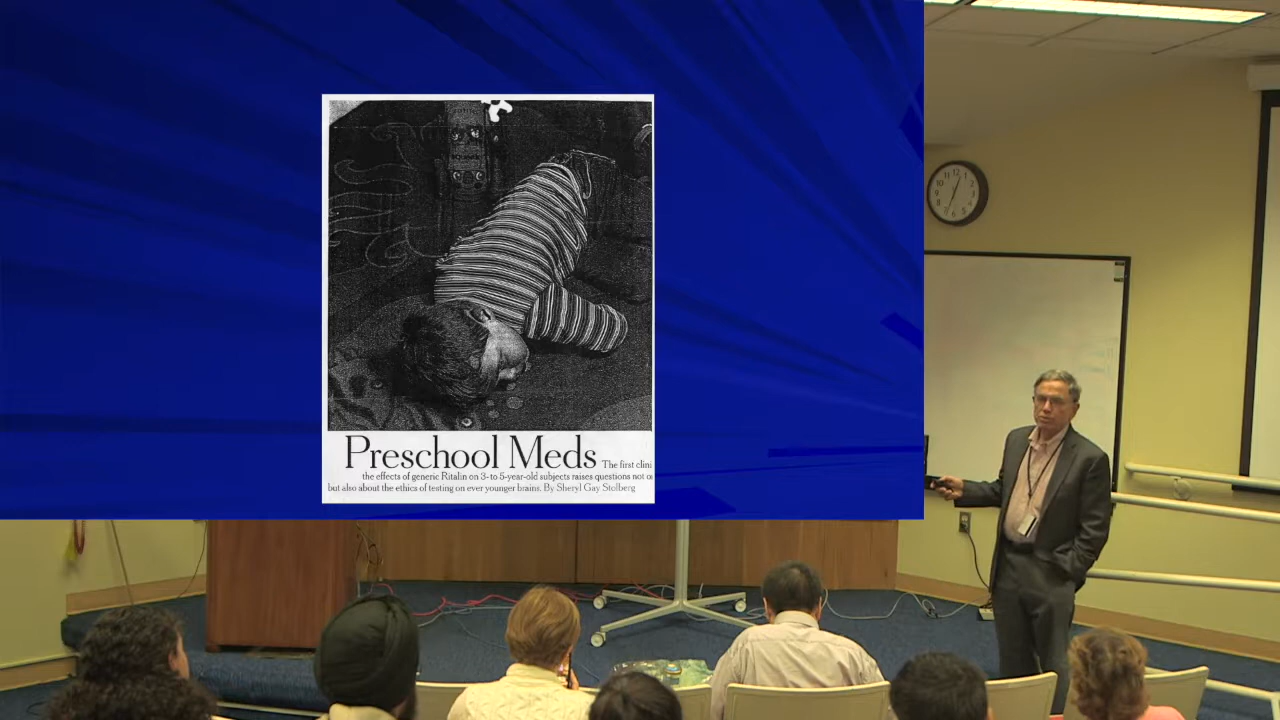 Preschool Meds The first clini
the effects of generic Ritalin on 3- to 5-year-old subjects raises questions not o
but also about the ethics of testing on ever younger brains. By Sheryl Gay Stolberg